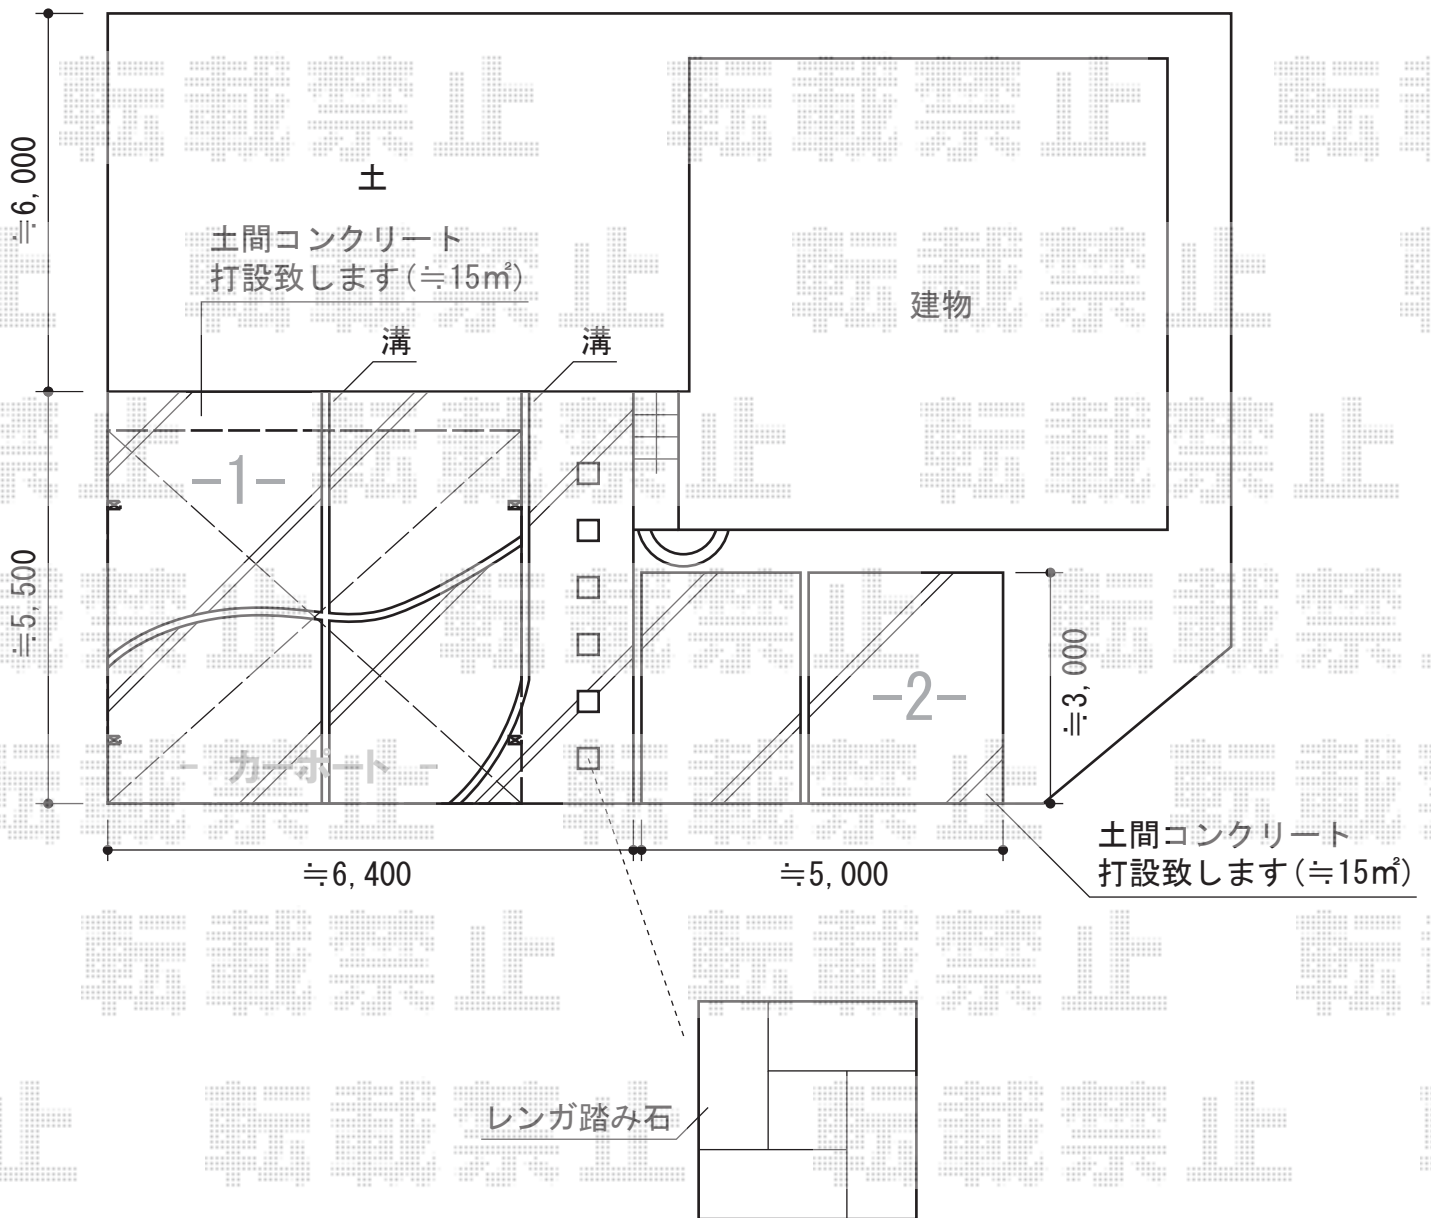 転載禁止
≒6,000
土
土間コンクリート
打設致します(≒15㎡)
建物
溝
溝
-1-
≒5,500
-2-
≒3,000
- カーポート -
≒6,400
≒5,000
土間コンクリート
打設致します(≒15㎡)
レンガ踏み石